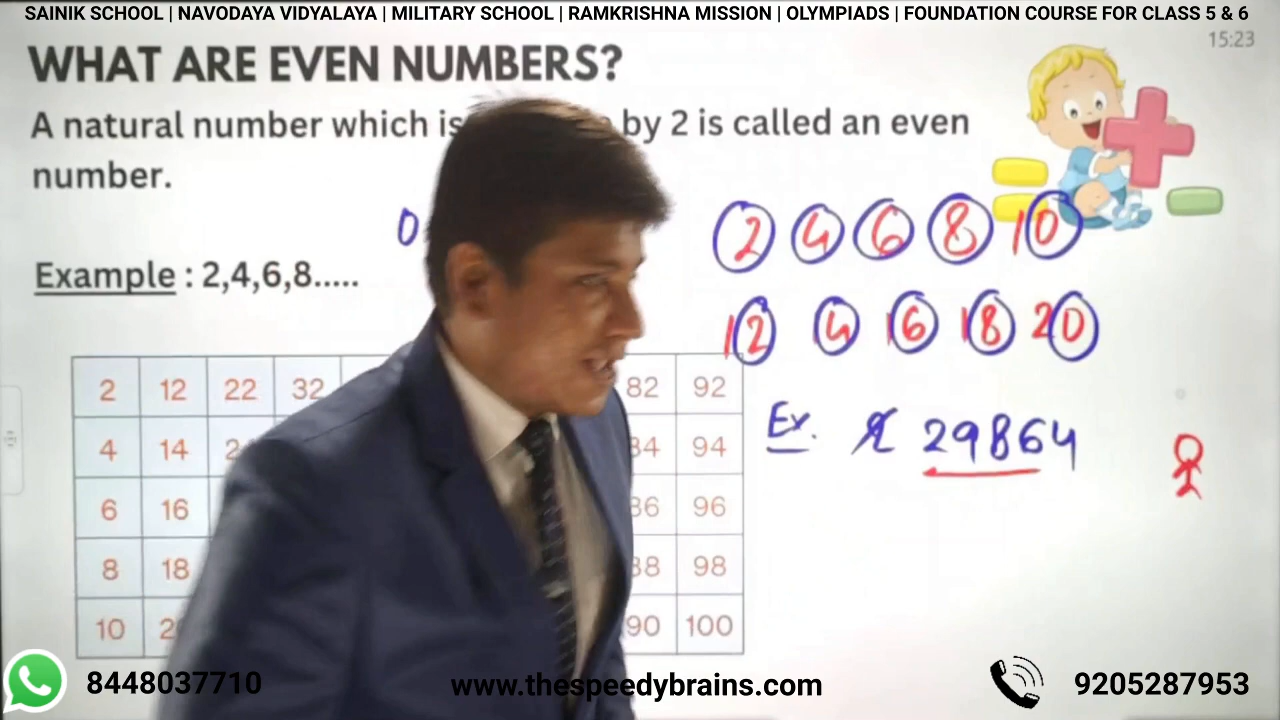 SAINIK SCHOOL | NAVODAYA VIDYALAYA | MILITARY SCHOOL | RAMKRISHNA MISSION | OLYMPIADS | FOUNDATION COURSE FOR CLASS 5 & 6
15:23
WHAT ARE EVEN NUMBERS?
A natural number which is by 2 is called an even
number.
0 2 4 6 8 10
Example : 2,4,6,8.....
12 14 16 18 20
2 12 22 32 82 92
Ex. 29864
4 14 94
6 16 96
8 18 98
10 90 100
8448037710 www.thespeedybrains.com 9205287953